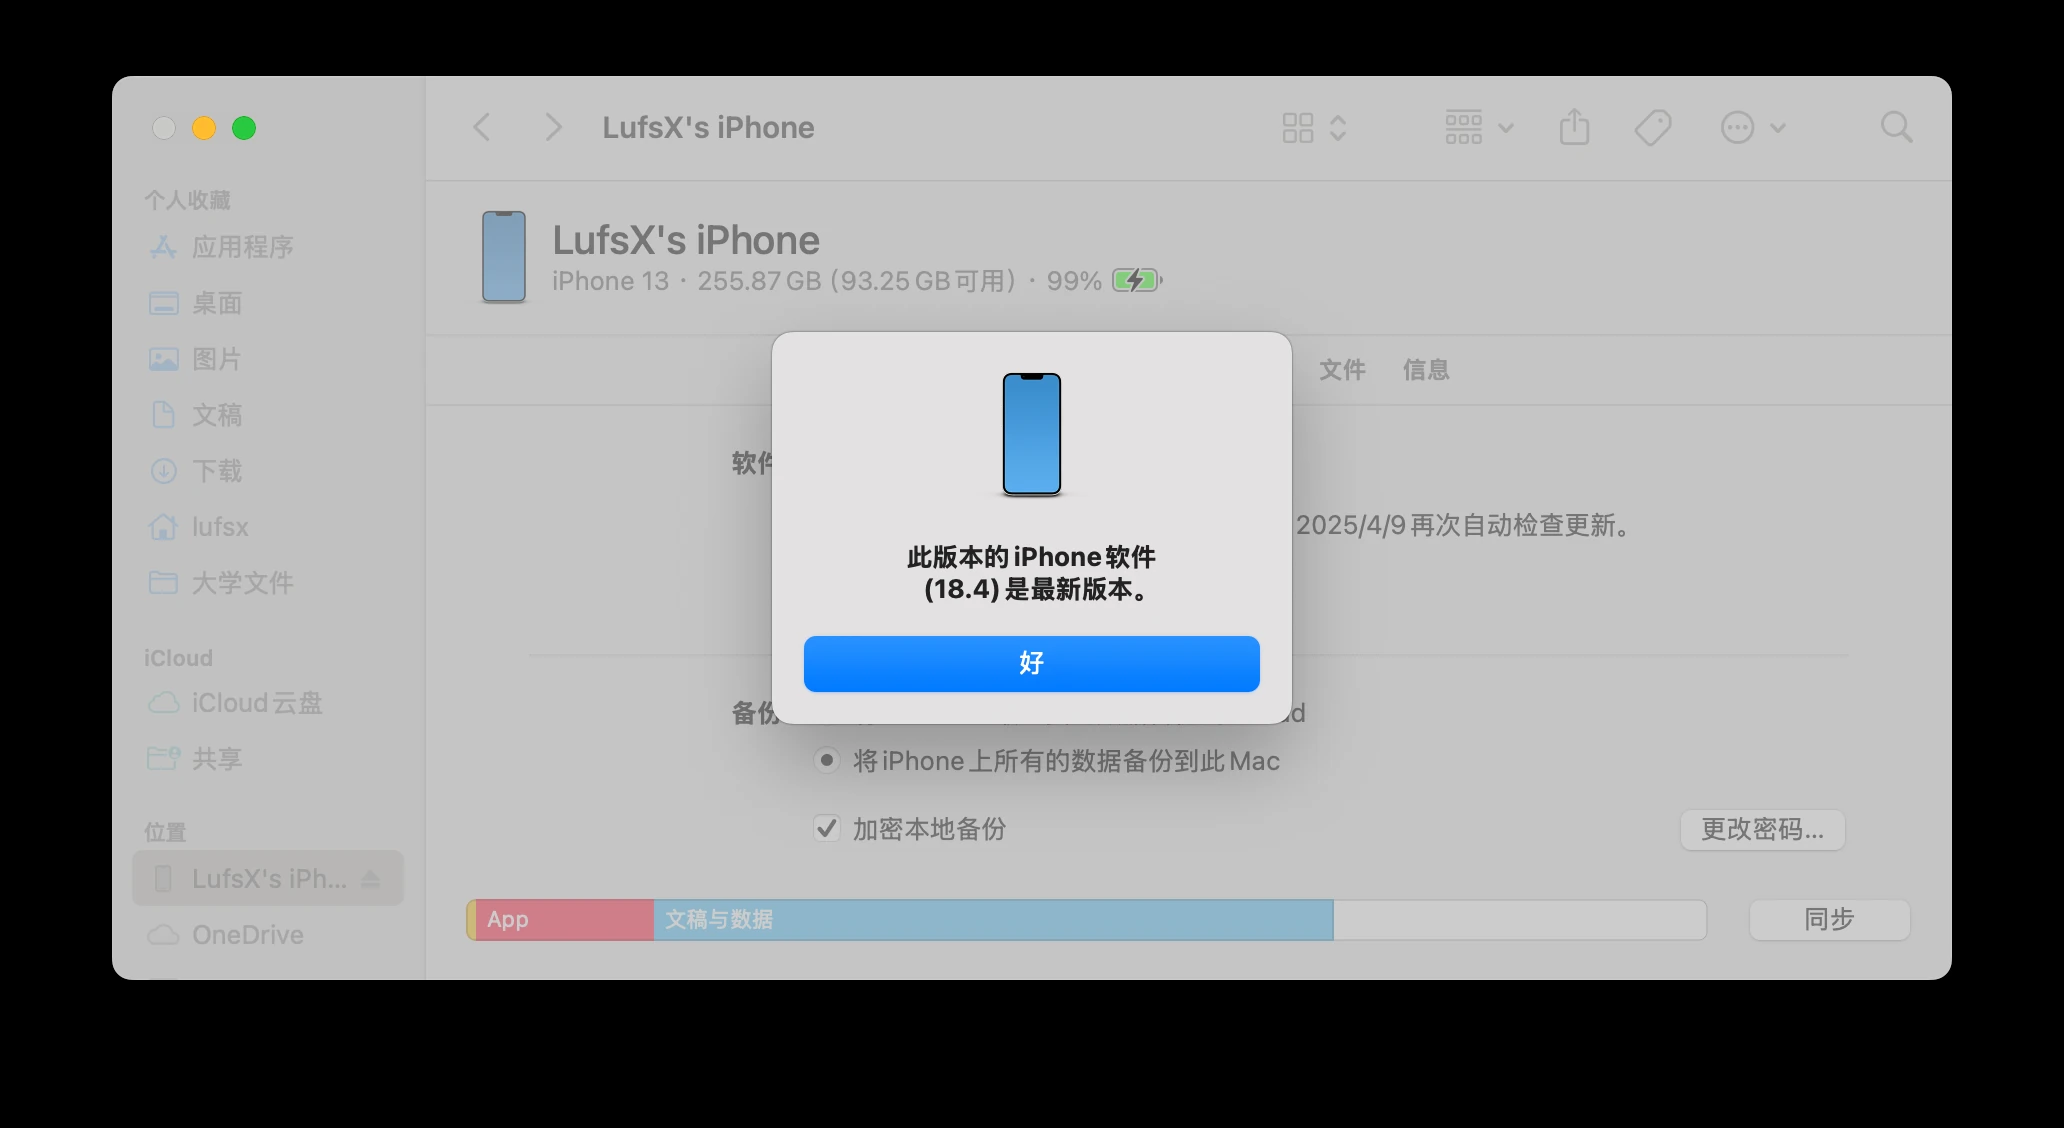 LufsX's iPhone
个人收藏
应用程序
桌面
图片
文稿
下载
lufsx
大学文件
iCloud
iCloud云盘
共享
位置
LufsX's iPh...
OneDrive
LufsX's iPhone
iPhone 13 · 255.87 GB (93.25 GB可用) · 99%
文件 信息
软件
2025/4/9再次自动检查更新。
此版本的iPhone软件
(18.4)是最新版本。
好
备份
将iPhone上所有的数据备份到此Mac
加密本地备份
更改密码...
App
文稿与数据
同步